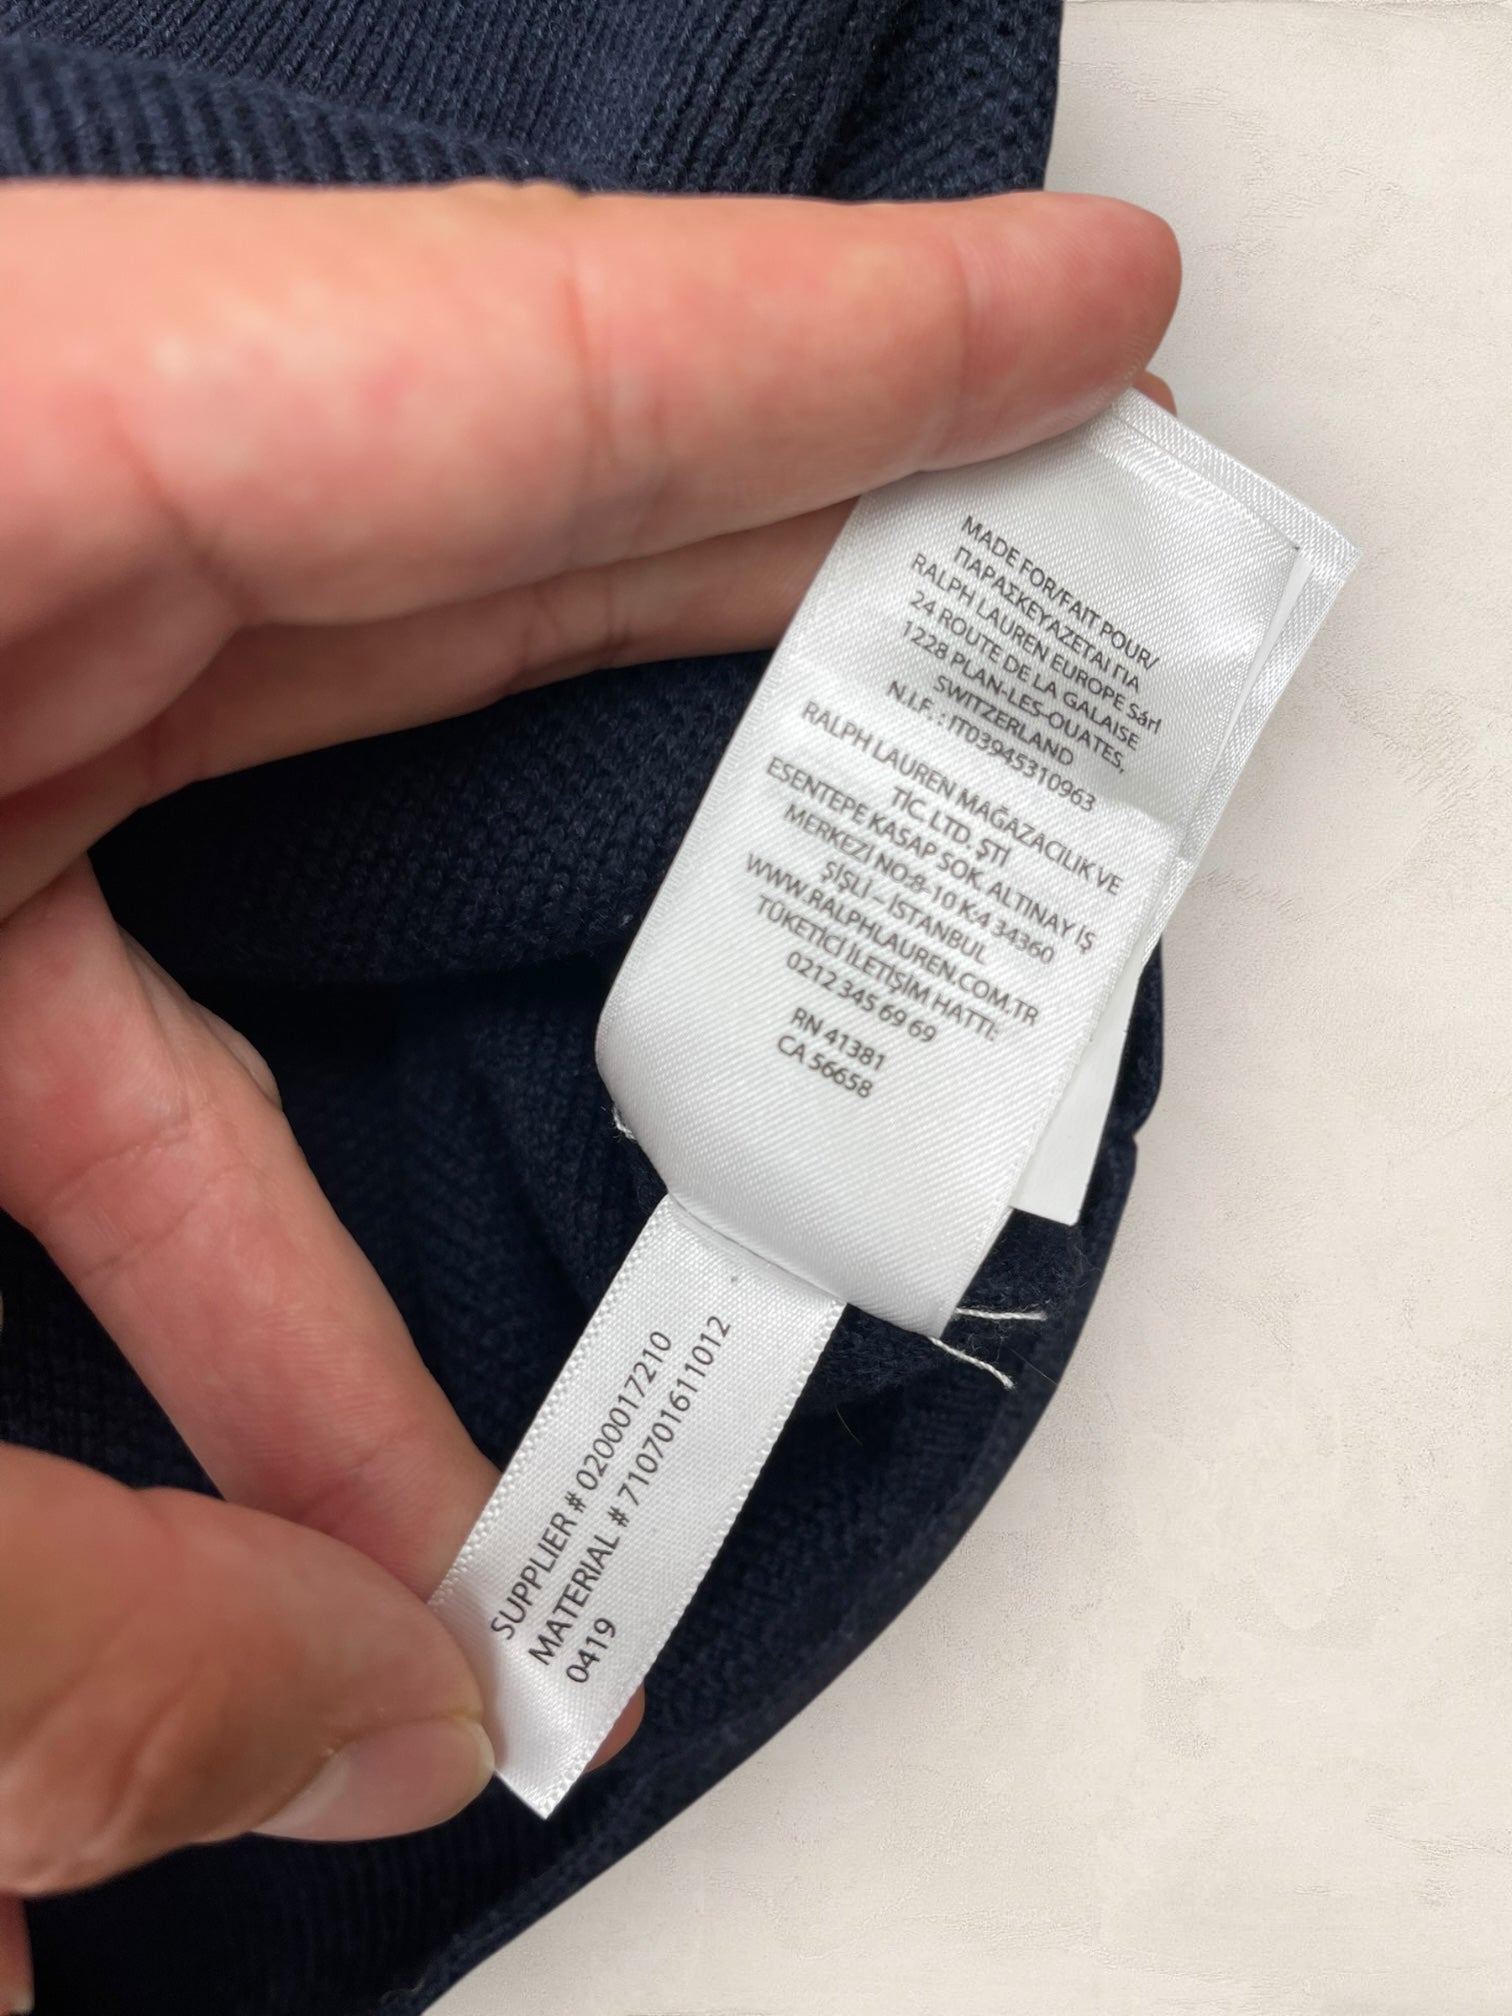 MADE FOR/FAIT POUR/
ΠΑΡΑΣΚΕΥΑΖΕΤΑΙ ΓΙΑ
RALPH LAUREN EUROPE Sárl
24 ROUTE DE LA GALAISE
1228 PLAN-LES-OUATES,
SWITZERLAND
N.I.F. : IT03945310963
RALPH LAUREN MAĞAZACILIK VE
TİC. LTD. ŞTİ
ESENTEPE KASAP SOK. ALTINAY İŞ
MERKEZİ NO:8-10 K:4 34360
ŞİŞLİ – İSTANBUL
WWW.RALPHLAUREN.COM.TR
TÜKETİCİ İLETİŞİM HATTI:
0212 345 69 69
RN 41381
CA 56658
SUPPLIER # 0200017210
MATERIAL # 710701611012
0419